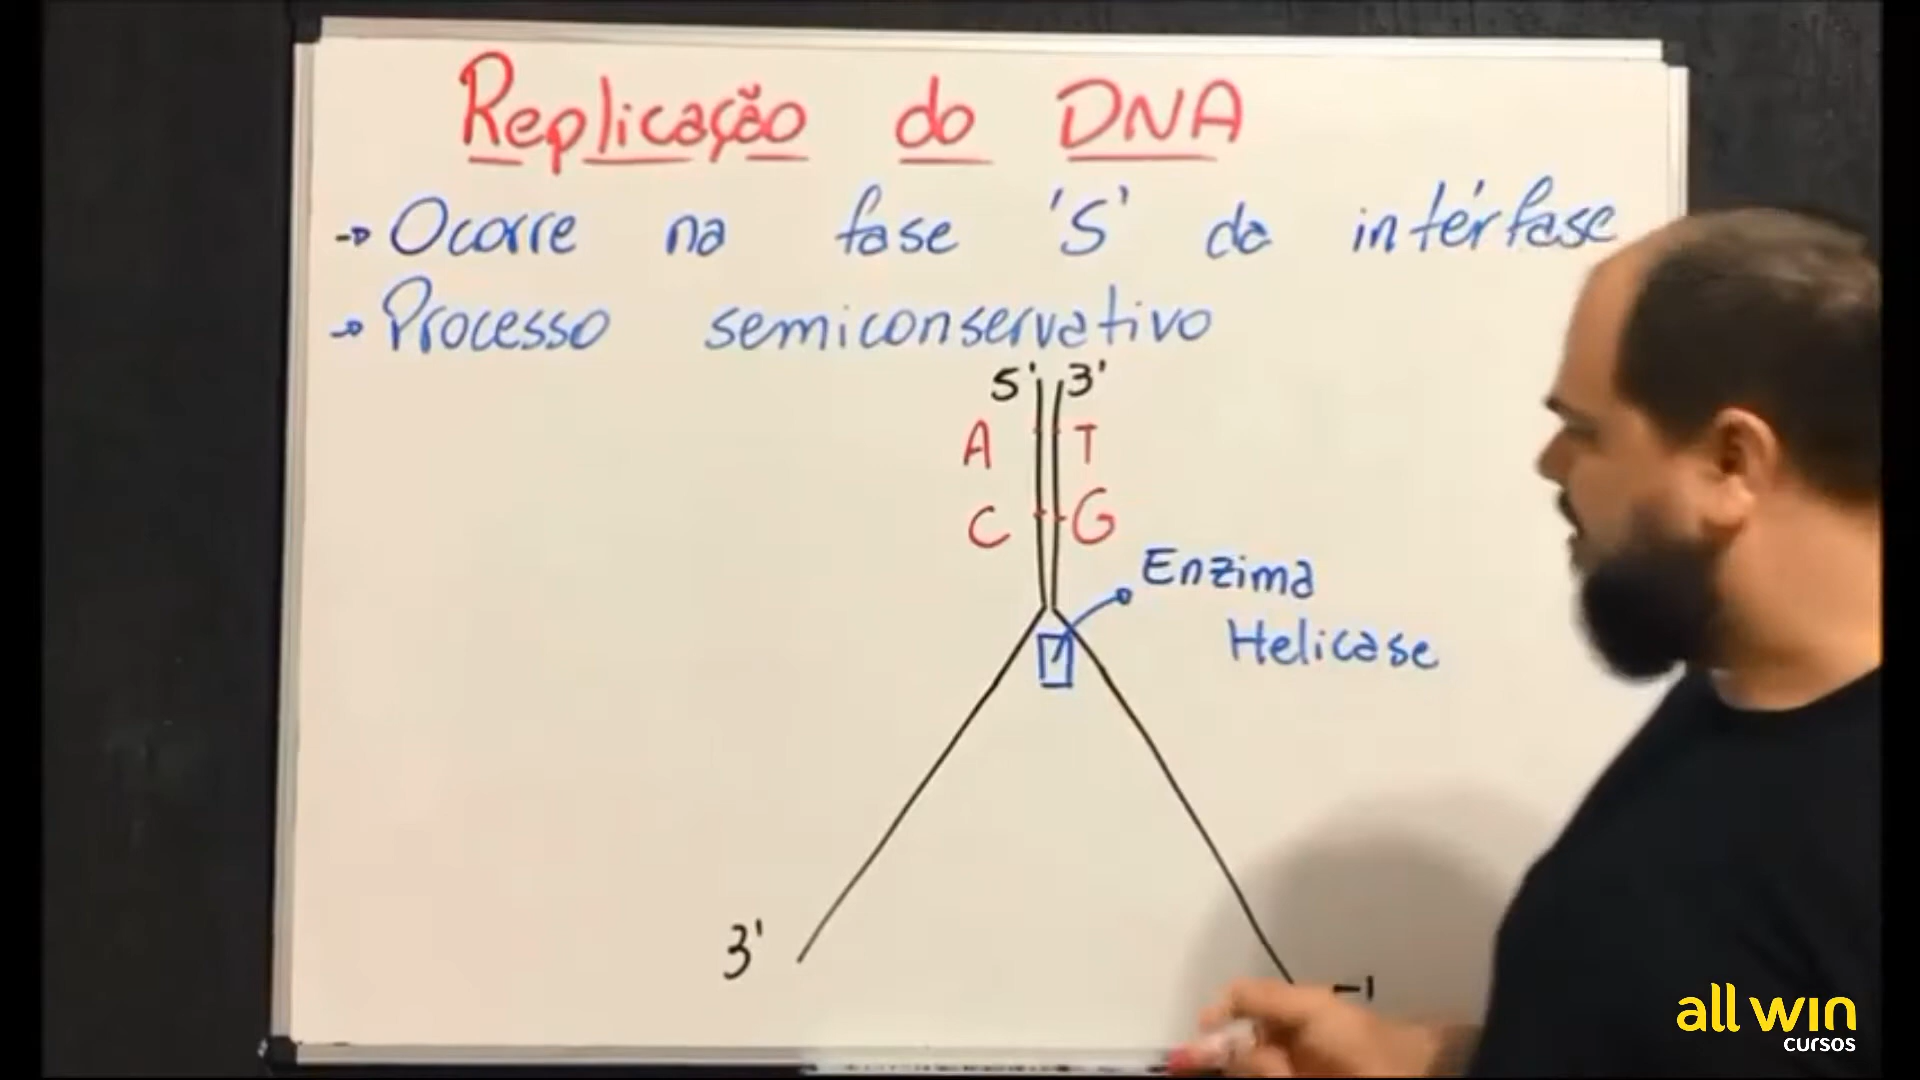 Replicação do DNA
→ Ocorre na fase 'S' da intérfase
→ Processo semiconservativo
5' 3'
A T
C G
Enzima
Helicase
3'
all win
cursos